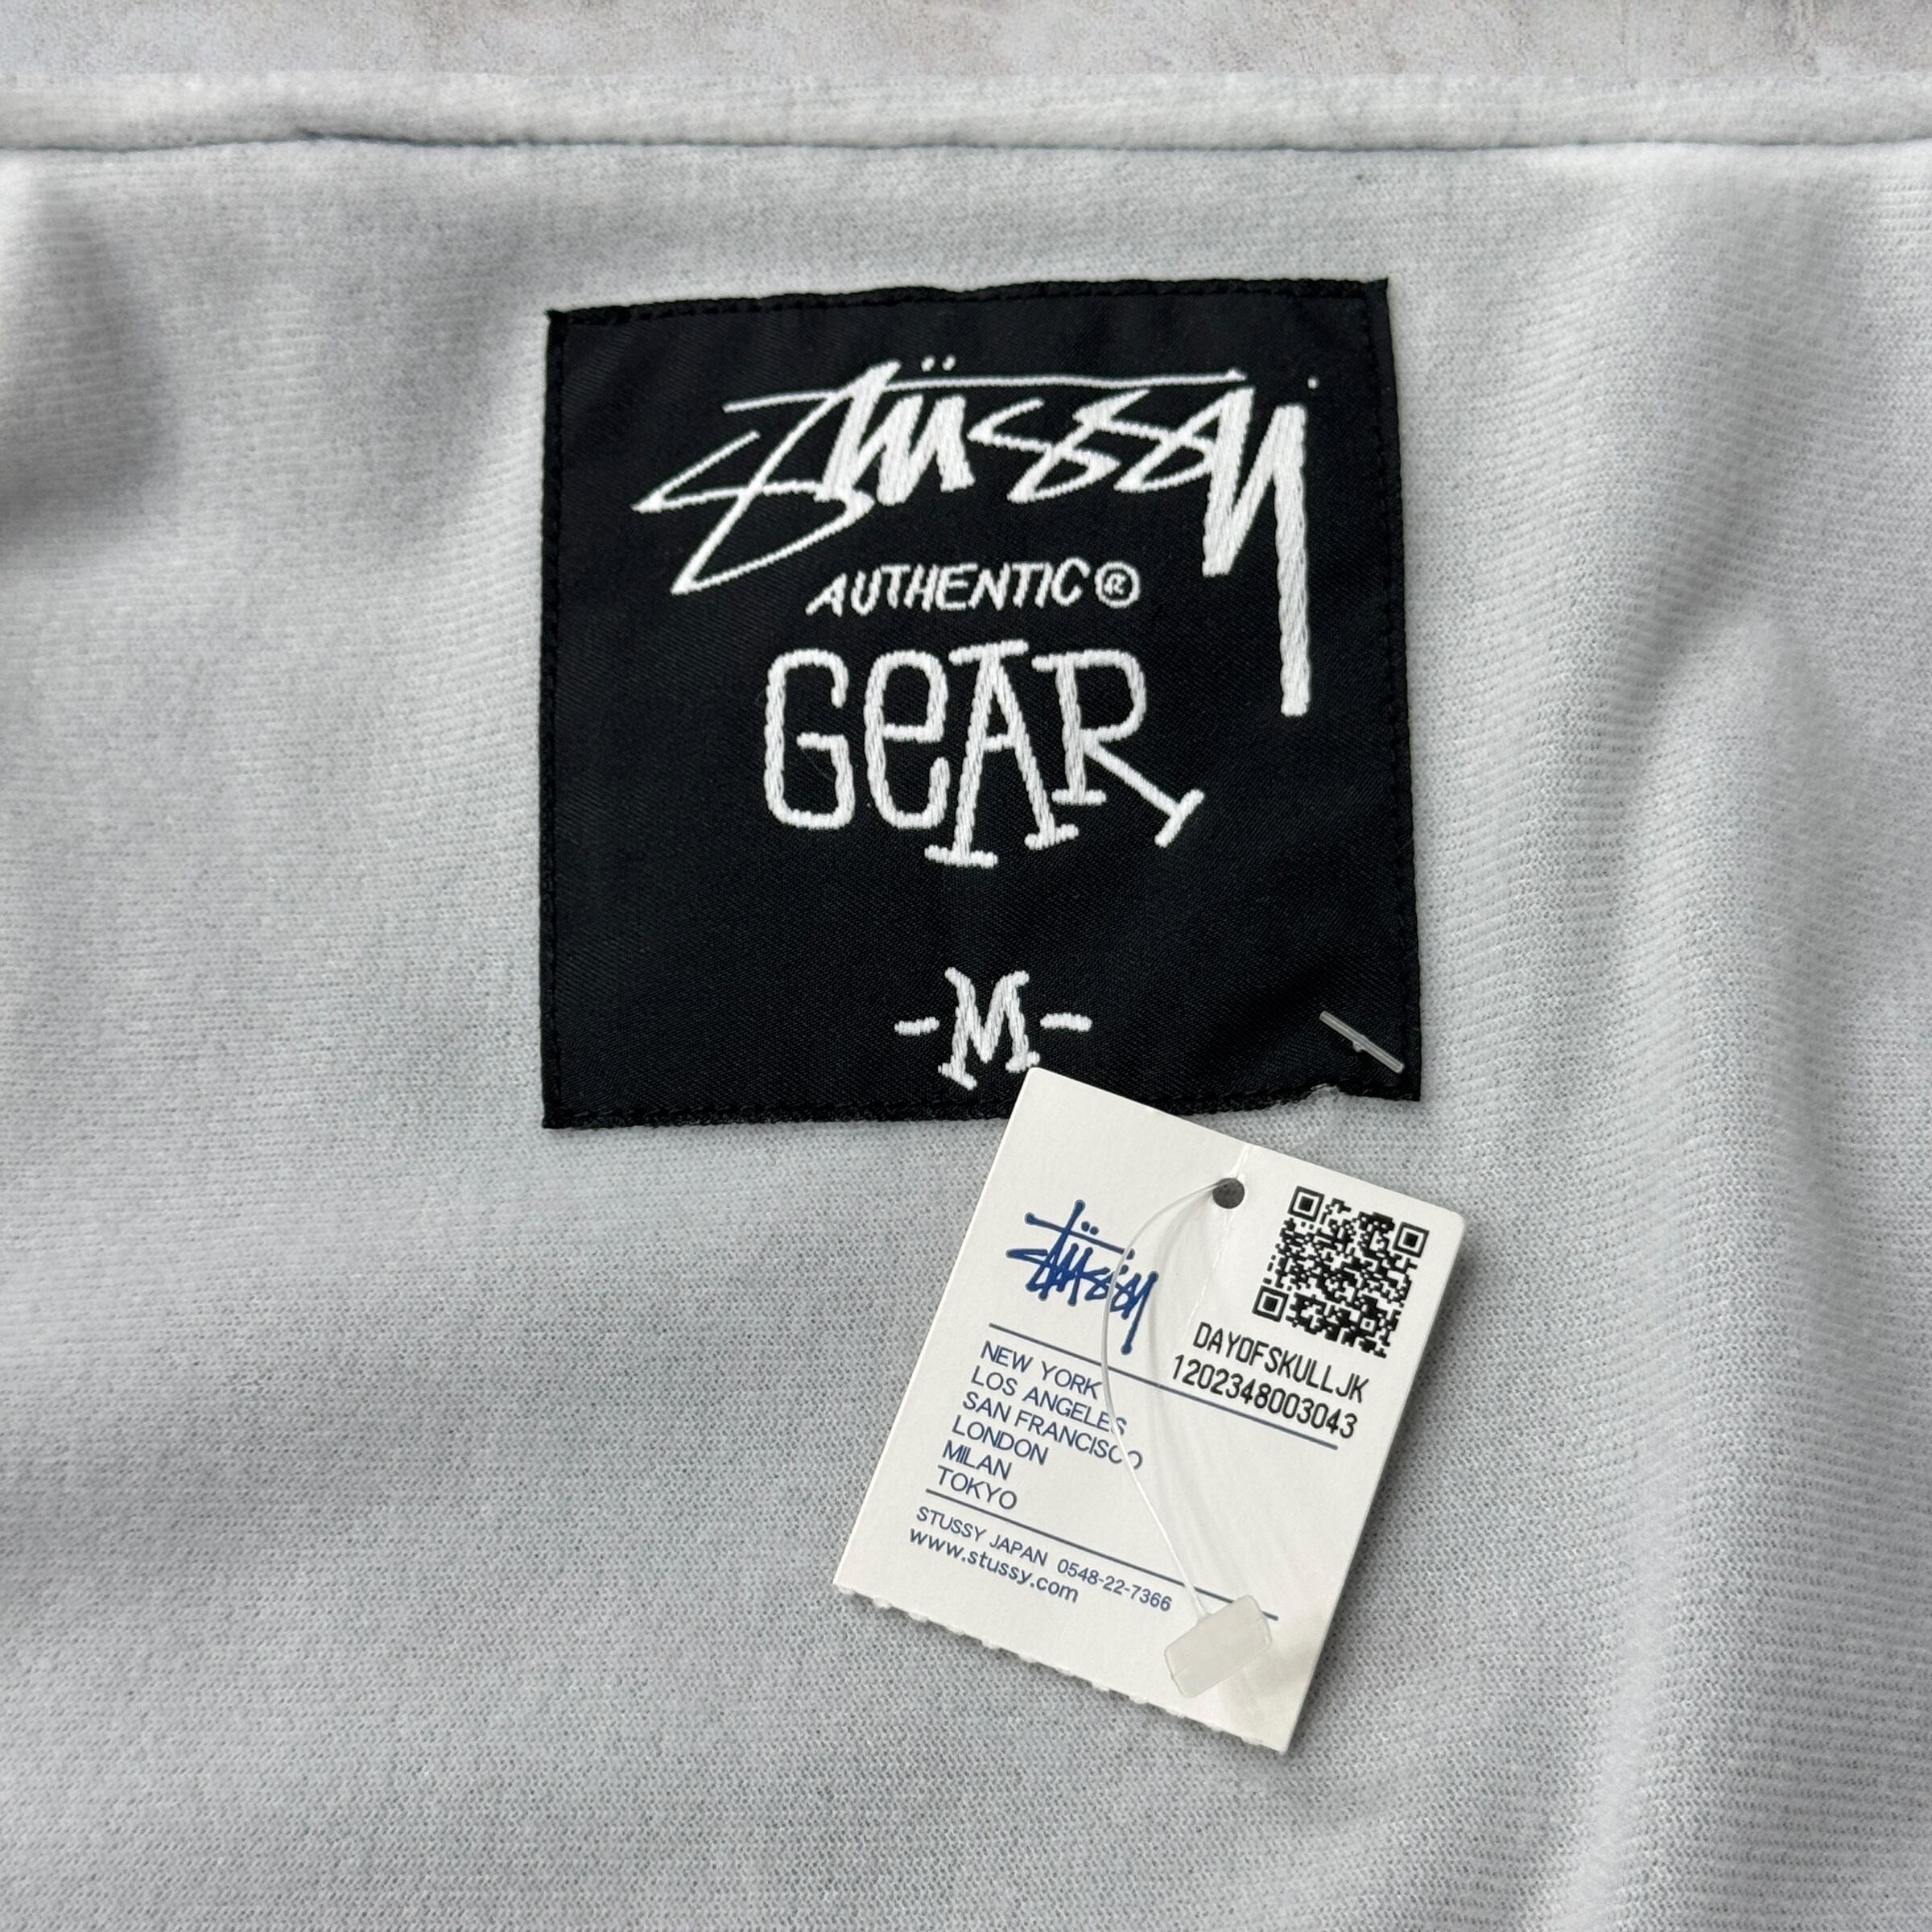 Stüssy
AUTHENTIC®
GeAR
-M-
Stüssy
DAYOFSKULLJK
1202348003043
NEW YORK
LOS ANGELES
SAN FRANCISCO
LONDON
MILAN
TOKYO
STUSSY JAPAN 0548-22-7366
www.stussy.com